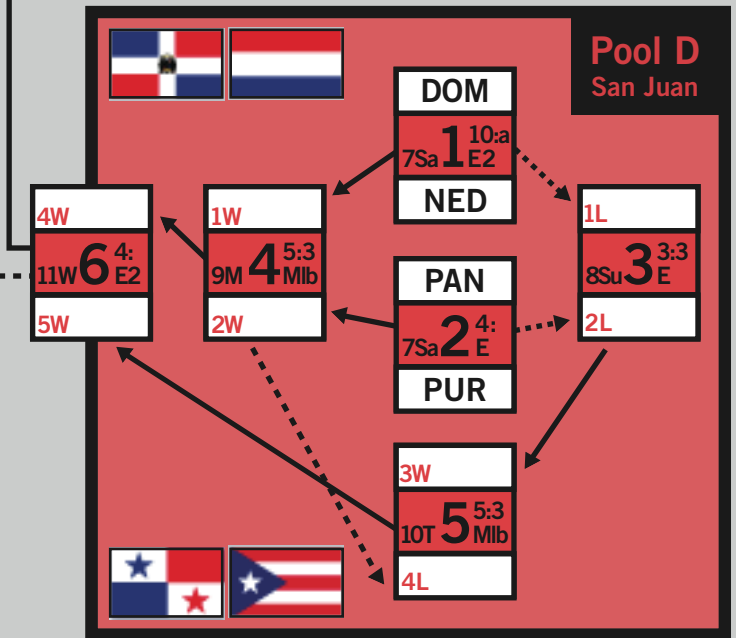 Pool D
San Juan
DOM
7Sa 1 10:a E2
NED
4W
11W 6 4: E2
5W
1W
9M 4 5:3 Mlb
2W
PAN
7Sa 2 4: E
PUR
1L
8Su 3 3:3 E
2L
3W
10T 5 5:3 Mlb
4L